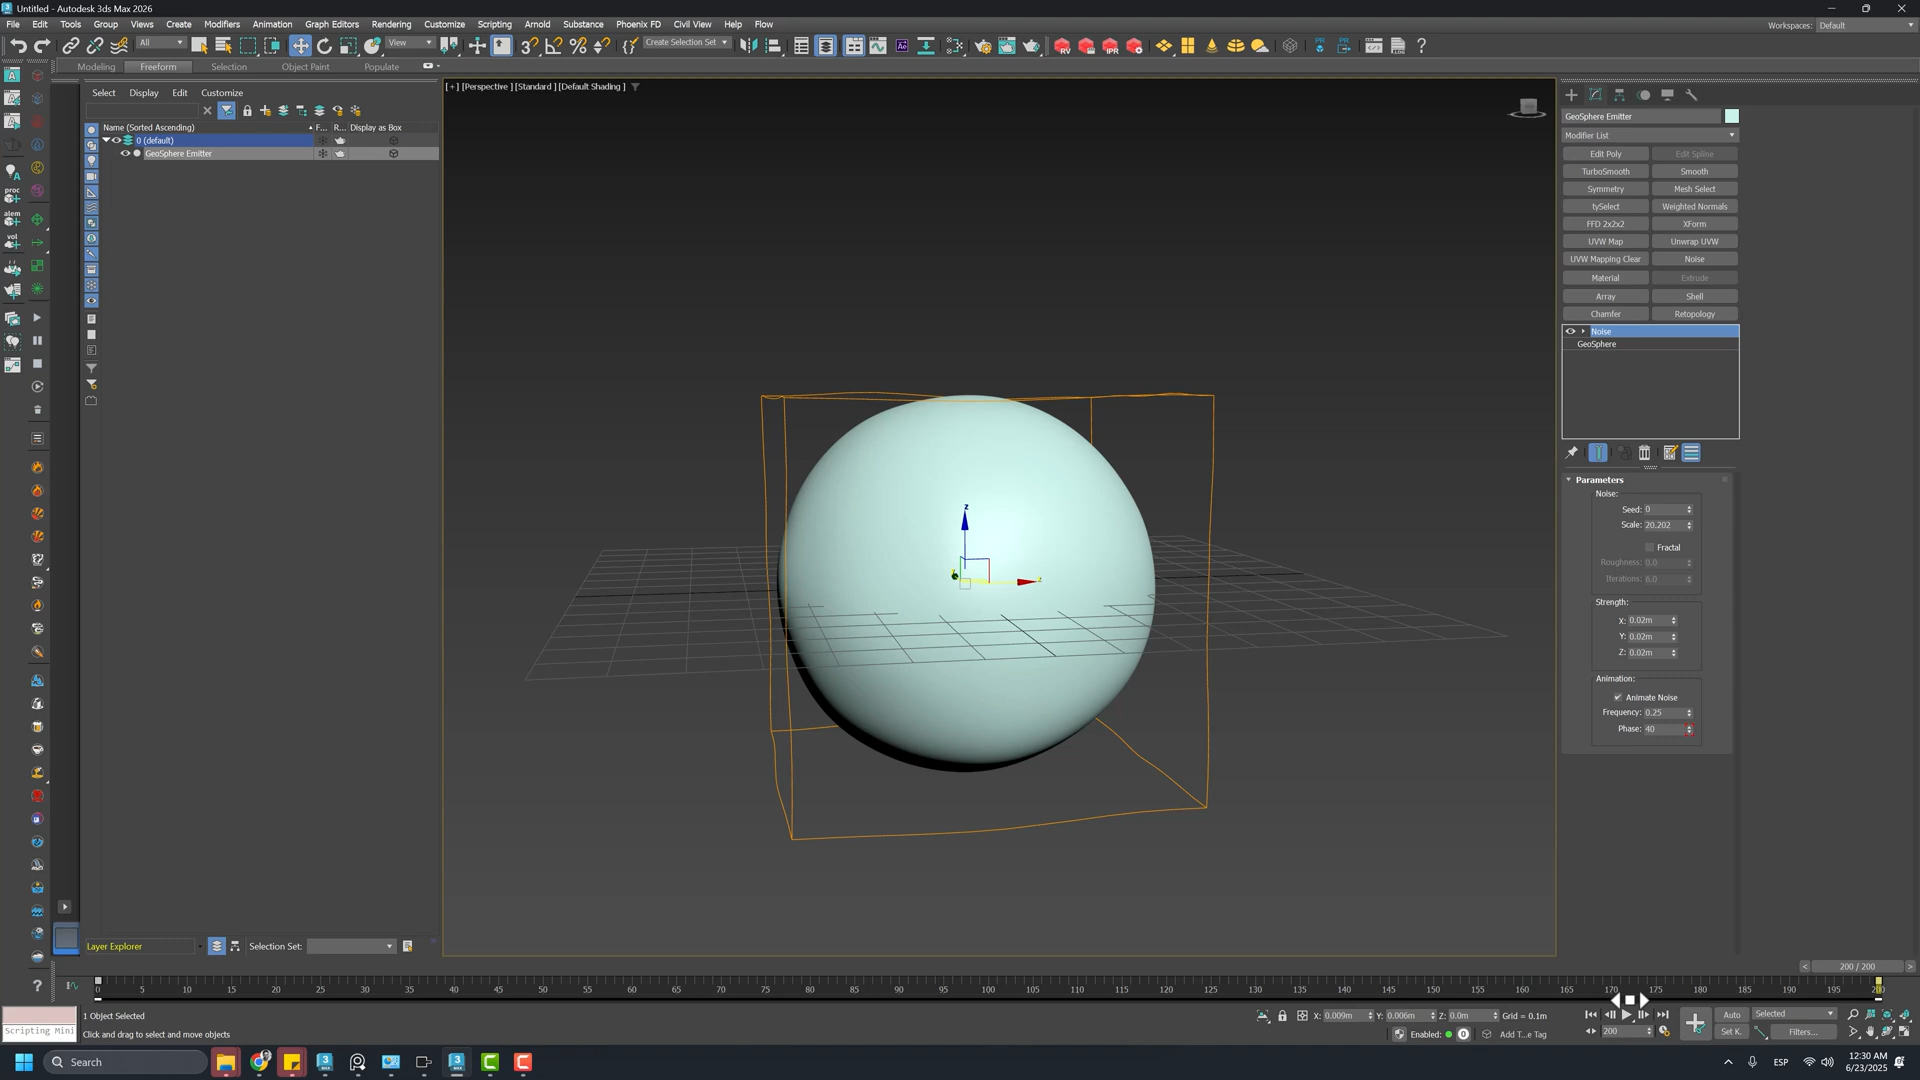 Untitled - Autodesk 3ds Max 2026
File Edit Tools Group Views Create Modifiers Animation Graph Editors Rendering Customize Scripting Arnold Substance Phoenix FD Civil View Help Flow
Workspaces: Default
All
View
Create Selection Set
Modeling Freeform Selection Object Paint Populate
Select Display Edit Customize
[+] [Perspective] [Standard] [Default Shading]
GeoSphere Emitter
Name (Sorted Ascending) F... R... Display as Box
0 (default)
GeoSphere Emitter
Modifier List
Edit Poly Edit Spline
TurboSmooth Smooth
Symmetry Mesh Select
tySelect Weighted Normals
FFD 2x2x2 XForm
UVW Map Unwrap UVW
UVW Mapping Clear Noise
Material Extrude
Array Shell
Chamfer Retopology
proc
alem
vol
Noise
GeoSphere
Parameters
Noise:
Seed: 0
Scale: 20.202
Fractal
Roughness: 0.0
Iterations: 6.0
Strength:
X: 0.02m
Y: 0.02m
Z: 0.02m
Animation:
Animate Noise
Frequency: 0.25
Phase: 40
z
Layer Explorer
Selection Set:
< 200 / 200 >
0 5 10 15 20 25 30 35 40 45 50 55 60 65 70 75 80 85 90 95 100 105 110 115 120 125 130 135 140 145 150 155 160 165 170 175 180 185 190 195 200
1 Object Selected
X: 0.009m Y: 0.006m Z: 0.0m Grid = 0.1m
Auto Selected
Scripting Mini
Click and drag to select and move objects
Enabled: 0 Add T...e Tag
200
Set K. Filters...
Search
ESP
12:30 AM
6/23/2025